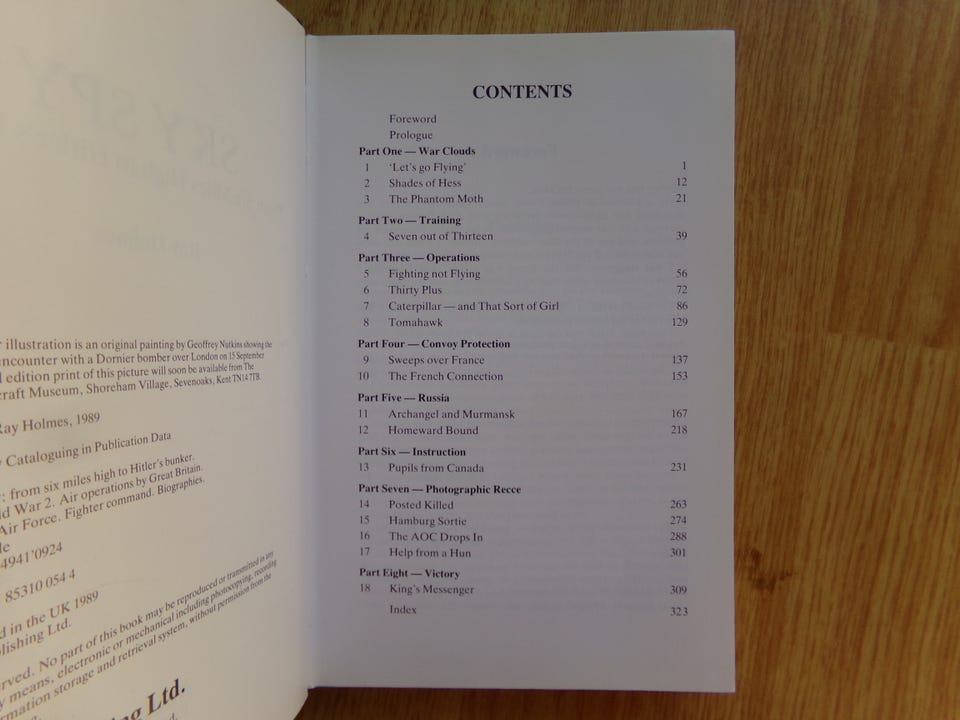 r illustration is an original painting by Geoffrey Nutkins showing the
ncounter with a Dornier bomber over London on 15 September
l edition print of this picture will soon be available from The
craft Museum, Shoreham Village, Sevenoaks, Kent TN14 7TB.
Ray Holmes, 1989
y Cataloguing in Publication Data
: from six miles high to Hitler's bunker.
ld War 2. Air operations by Great Britain.
Air Force. Fighter command. Biographies.
le
4941'0924
85310 054 4
d in the UK 1989
lishing Ltd.
rved. No part of this book may be reproduced or transmitted in any
y means, electronic or mechanical including photocopying, recording
rmation storage and retrieval system, without permission from the
ng Ltd.
CONTENTS
Foreword
Prologue
Part One — War Clouds
1 'Let's go Flying' 1
2 Shades of Hess 12
3 The Phantom Moth 21
Part Two — Training
4 Seven out of Thirteen 39
Part Three — Operations
5 Fighting not Flying 56
6 Thirty Plus 72
7 Caterpillar — and That Sort of Girl 86
8 Tomahawk 129
Part Four — Convoy Protection
9 Sweeps over France 137
10 The French Connection 153
Part Five — Russia
11 Archangel and Murmansk 167
12 Homeward Bound 218
Part Six — Instruction
13 Pupils from Canada 231
Part Seven — Photographic Recce
14 Posted Killed 263
15 Hamburg Sortie 274
16 The AOC Drops In 288
17 Help from a Hun 301
Part Eight — Victory
18 King's Messenger 309
Index 323